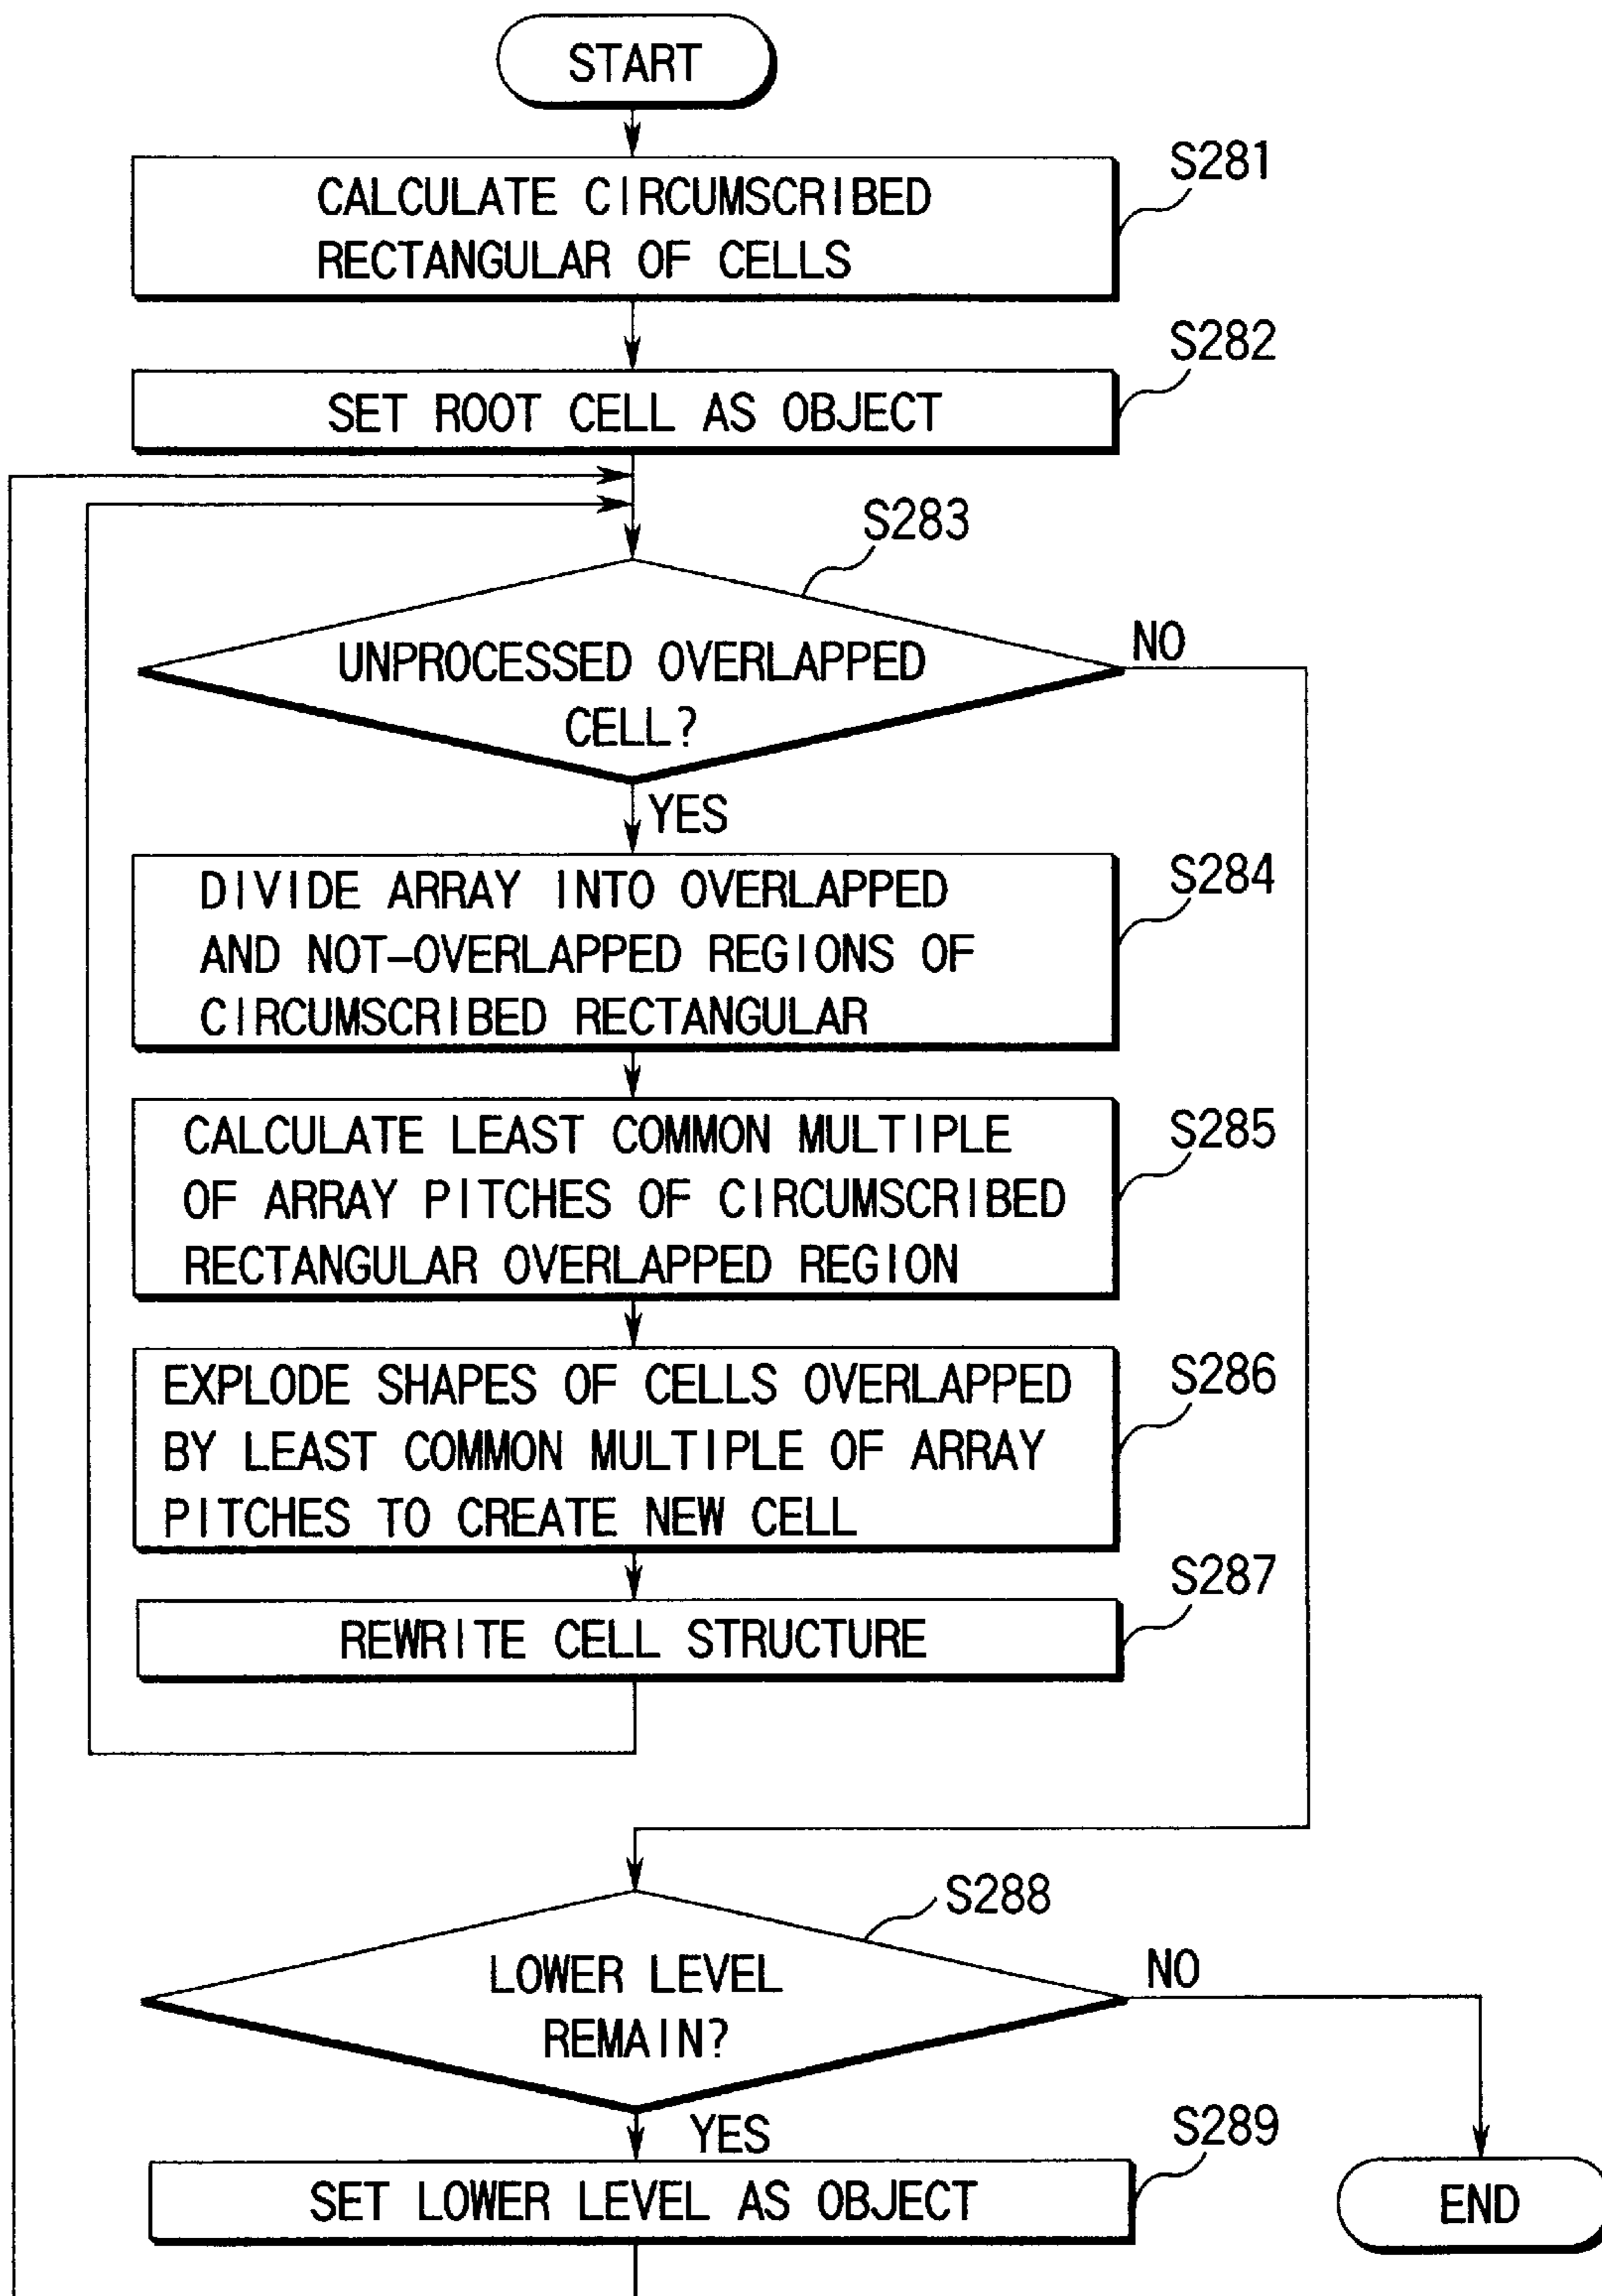 START
S281
CALCULATE CIRCUMSCRIBED
RECTANGULAR OF CELLS
S282
SET ROOT CELL AS OBJECT
S283
UNPROCESSED OVERLAPPED
CELL?
NO
YES
S284
DIVIDE ARRAY INTO OVERLAPPED
AND NOT-OVERLAPPED REGIONS OF
CIRCUMSCRIBED RECTANGULAR
S285
CALCULATE LEAST COMMON MULTIPLE
OF ARRAY PITCHES OF CIRCUMSCRIBED
RECTANGULAR OVERLAPPED REGION
S286
EXPLODE SHAPES OF CELLS OVERLAPPED
BY LEAST COMMON MULTIPLE OF ARRAY
PITCHES TO CREATE NEW CELL
S287
REWRITE CELL STRUCTURE
S288
LOWER LEVEL
REMAIN?
NO
YES
S289
SET LOWER LEVEL AS OBJECT
END